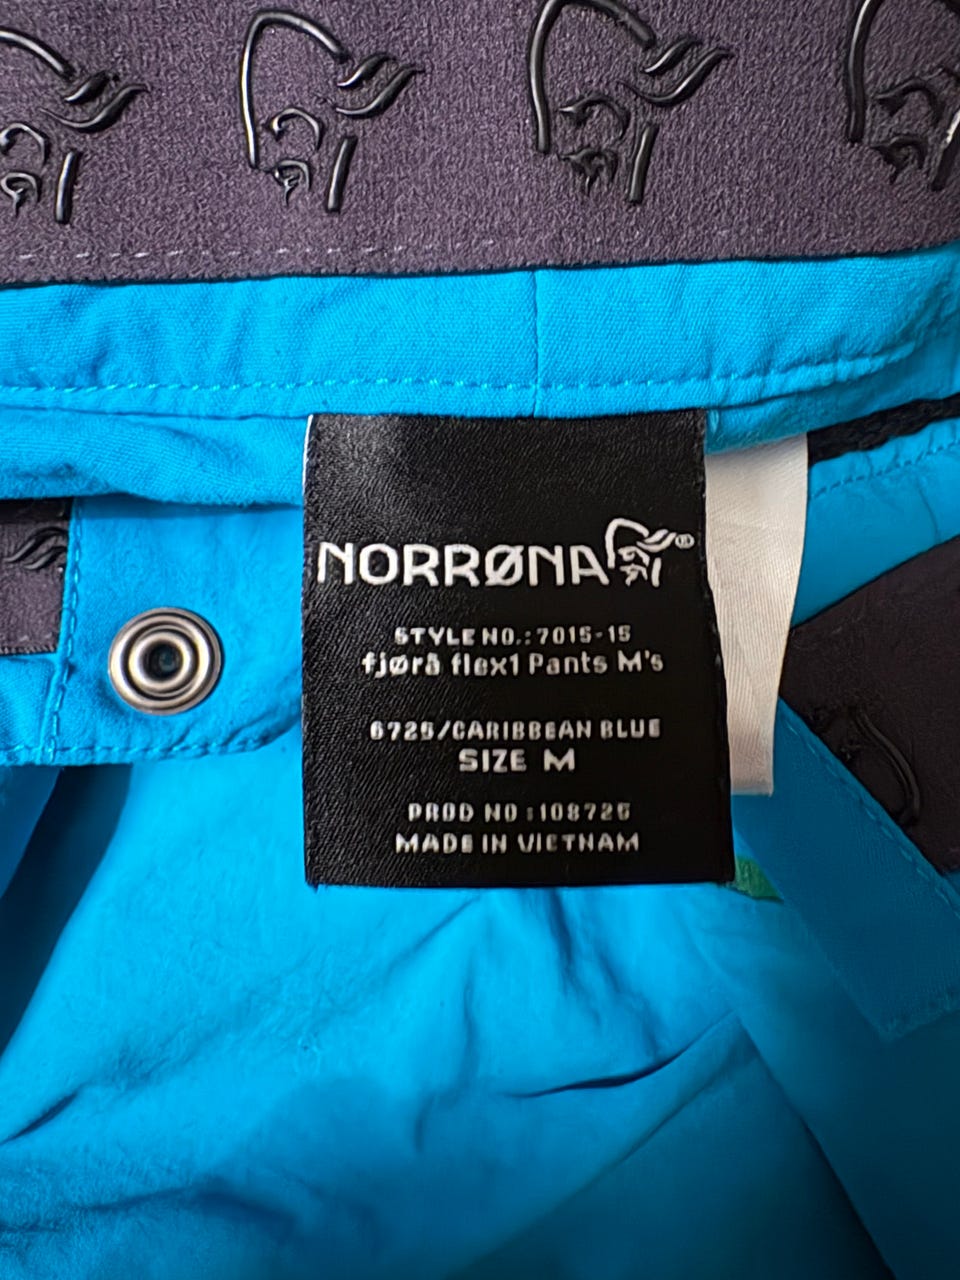 NORRØNA®
STYLE NO.:7015-15
fjørå flex1 Pants M's
6725/CARIBBEAN BLUE
SIZE M
PROD NO:108725
MADE IN VIETNAM